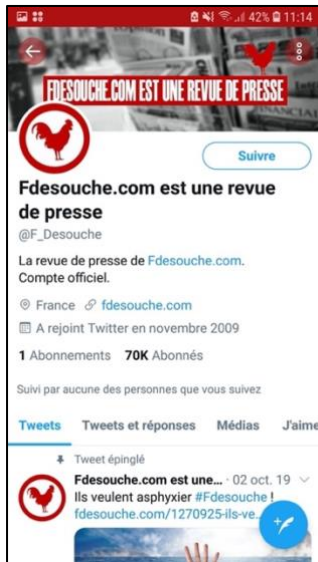 42% 11:14
FDESOUCHE.COM EST UNE REVUE DE PRESSE
Suivre
Fdesouche.com est une revue
de presse
@F_Desouche
La revue de presse de Fdesouche.com.
Compte officiel.
France fdesouche.com
A rejoint Twitter en novembre 2009
1 Abonnements 70K Abonnés
Suivi par aucune des personnes que vous suivez
Tweets Tweets et réponses Médias J'aime
Tweet épinglé
Fdesouche.com est une... · 02 oct. 19
Ils veulent asphyxier #Fdesouche !
fdesouche.com/1270925-ils-ve...